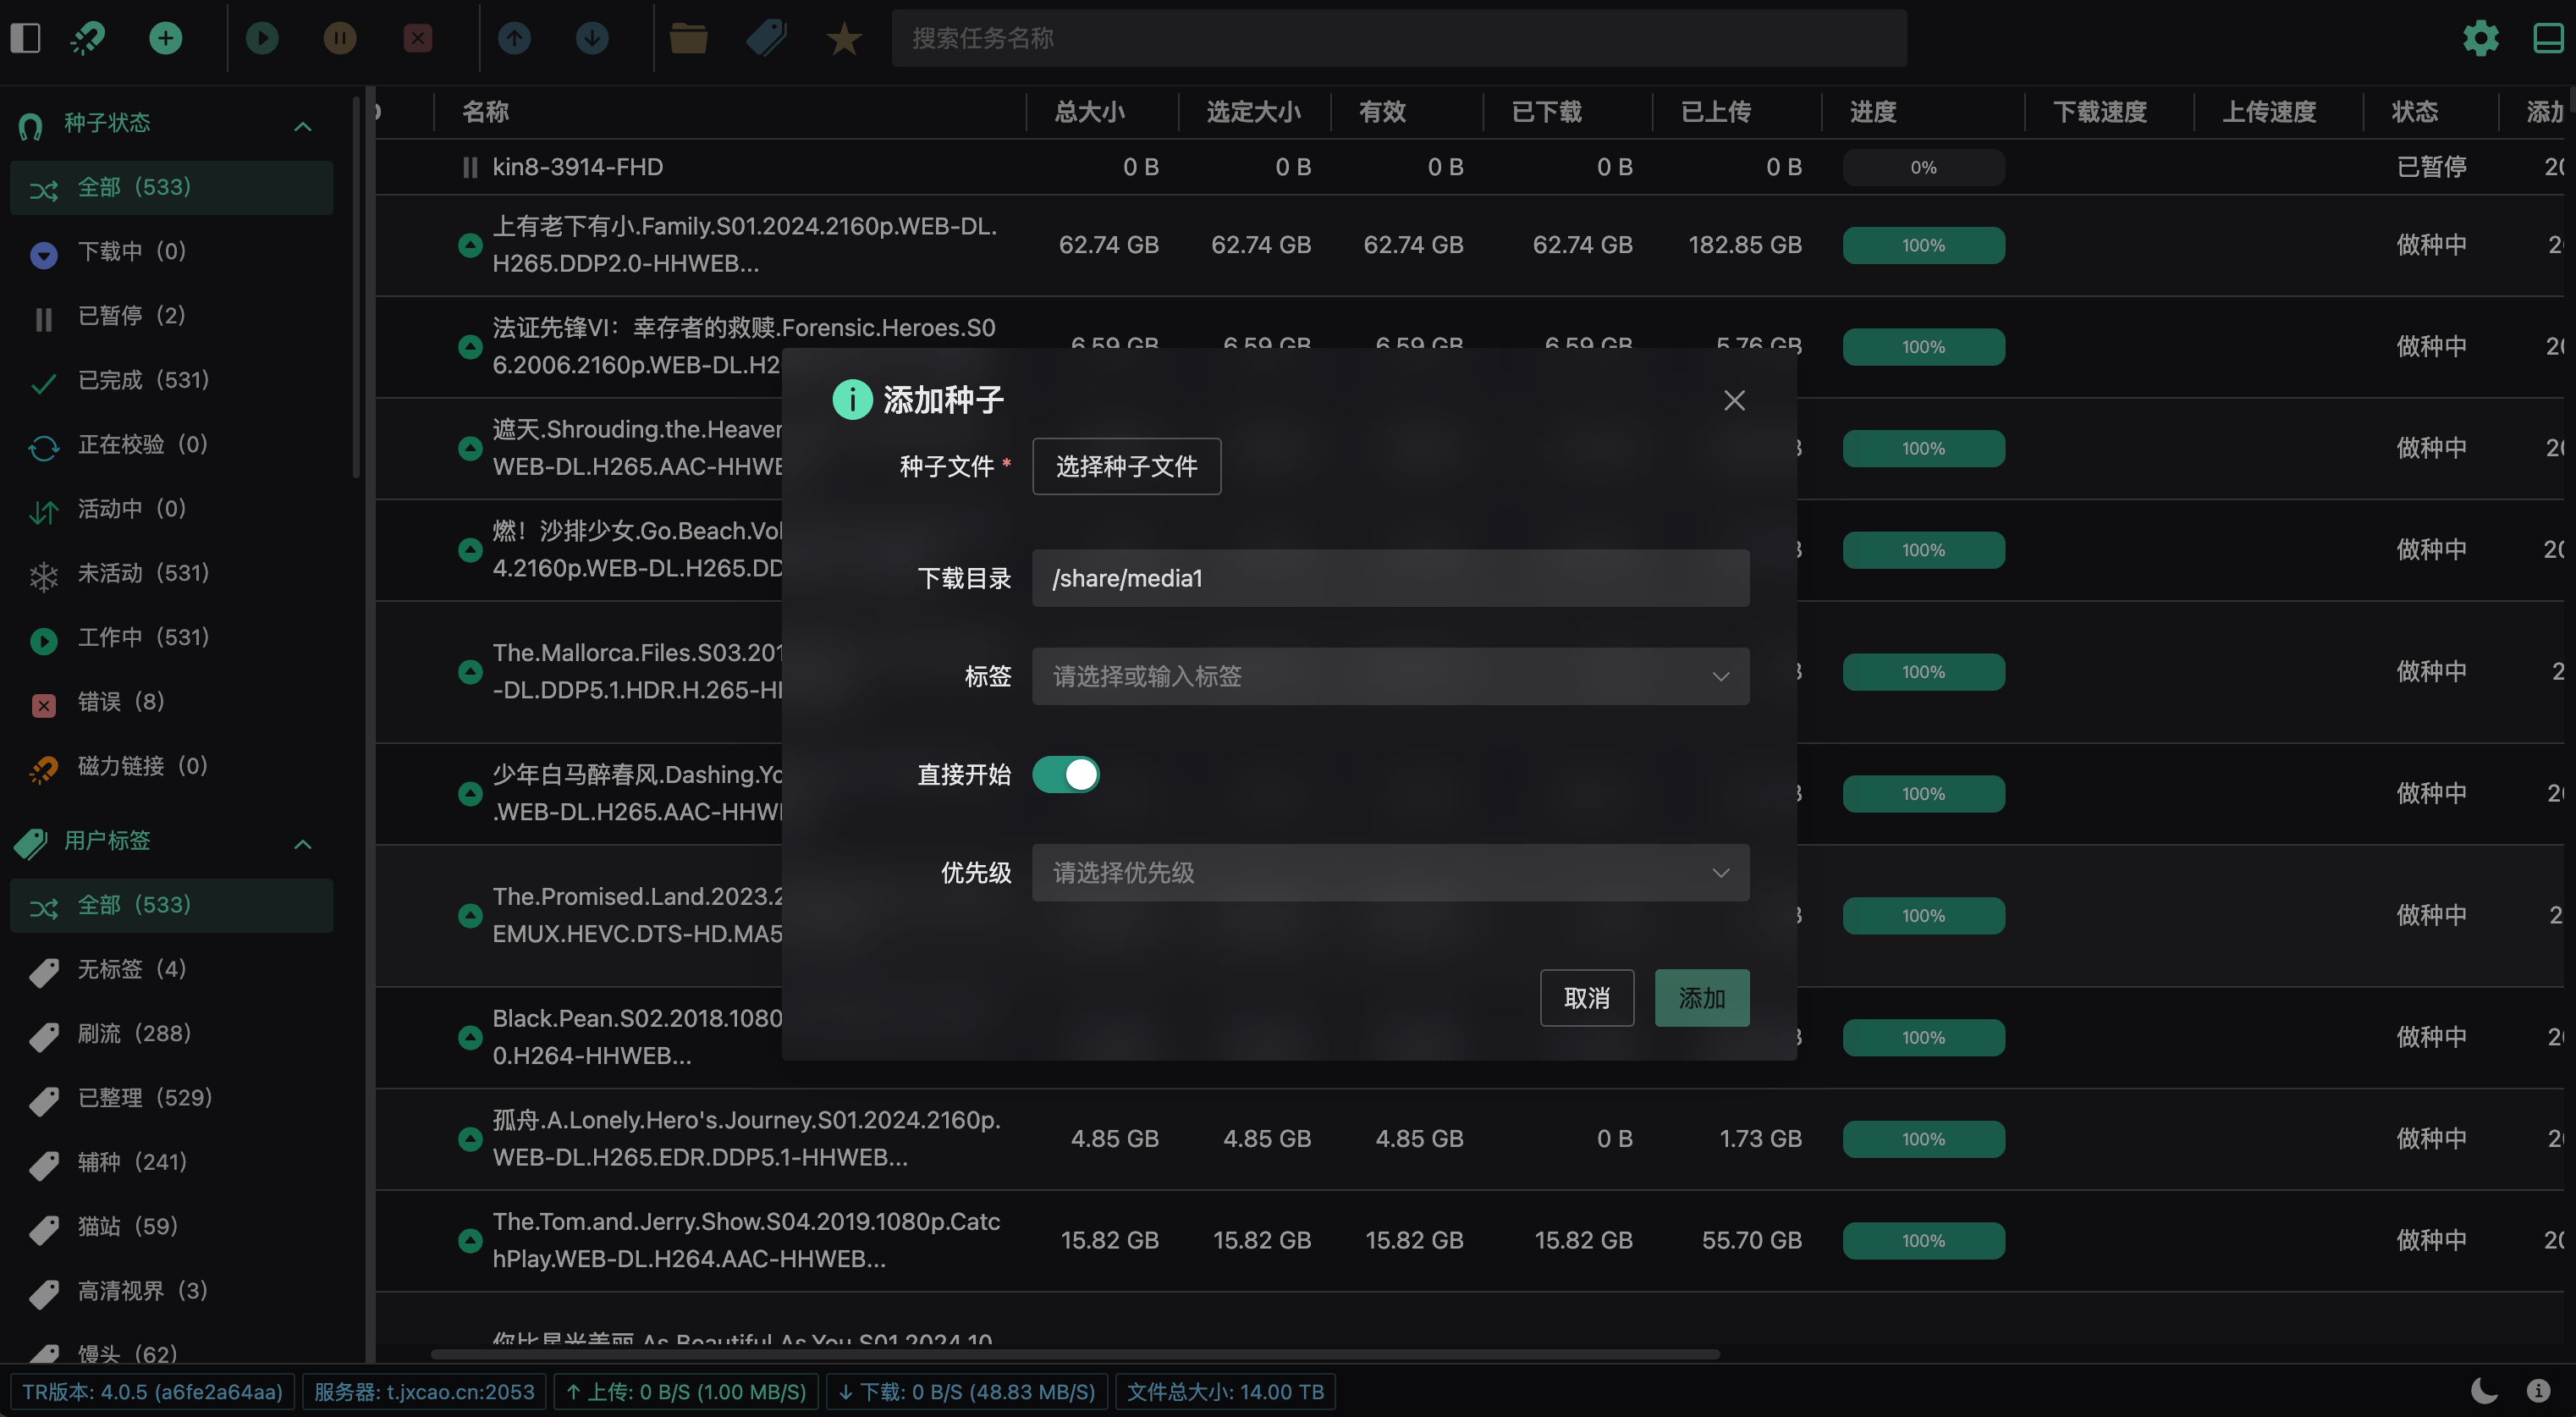 搜索任务名称
种子状态
全部 (533)
下载中 (0)
已暂停 (2)
已完成 (531)
正在校验 (0)
活动中 (0)
未活动 (531)
工作中 (531)
错误 (8)
磁力链接 (0)
用户标签
全部 (533)
无标签 (4)
刷流 (288)
已整理 (529)
辅种 (241)
猫站 (59)
高清视界 (3)
馒头 (62)
名称 总大小 选定大小 有效 已下载 已上传 进度 下载速度 上传速度 状态 添加
kin8-3914-FHD 0 B 0 B 0 B 0 B 0 B 0% 已暂停
上有老下有小.Family.S01.2024.2160p.WEB-DL.
H265.DDP2.0-HHWEB... 62.74 GB 62.74 GB 62.74 GB 62.74 GB 182.85 GB 100% 做种中
法证先锋VI：幸存者的救赎.Forensic.Heroes.S0
6.2006.2160p.WEB-DL.H2 6.59 GB 6.59 GB 6.59 GB 6.59 GB 5.76 GB 100% 做种中
遮天.Shrouding.the.Heaven
WEB-DL.H265.AAC-HHWE 100% 做种中
燃！沙排少女.Go.Beach.Vol
4.2160p.WEB-DL.H265.DD 100% 做种中
The.Mallorca.Files.S03.201
-DL.DDP5.1.HDR.H.265-HH 100% 做种中
少年白马醉春风.Dashing.Yo
.WEB-DL.H265.AAC-HHWE 100% 做种中
The.Promised.Land.2023.2
EMUX.HEVC.DTS-HD.MA5 100% 做种中
Black.Pean.S02.2018.1080
0.H264-HHWEB... 100% 做种中
孤舟.A.Lonely.Hero's.Journey.S01.2024.2160p.
WEB-DL.H265.EDR.DDP5.1-HHWEB... 4.85 GB 4.85 GB 4.85 GB 0 B 1.73 GB 100% 做种中
The.Tom.and.Jerry.Show.S04.2019.1080p.Catc
hPlay.WEB-DL.H264.AAC-HHWEB... 15.82 GB 15.82 GB 15.82 GB 15.82 GB 55.70 GB 100% 做种中
你比星光美丽.As.Beautiful.As.You.S01.2024.10
添加种子
种子文件 * 选择种子文件
下载目录 /share/media1
标签 请选择或输入标签
直接开始
优先级 请选择优先级
取消 添加
TR版本: 4.0.5 (a6fe2a64aa) 服务器: t.jxcao.cn:2053 ↑ 上传: 0 B/S (1.00 MB/S) ↓ 下载: 0 B/S (48.83 MB/S) 文件总大小: 14.00 TB